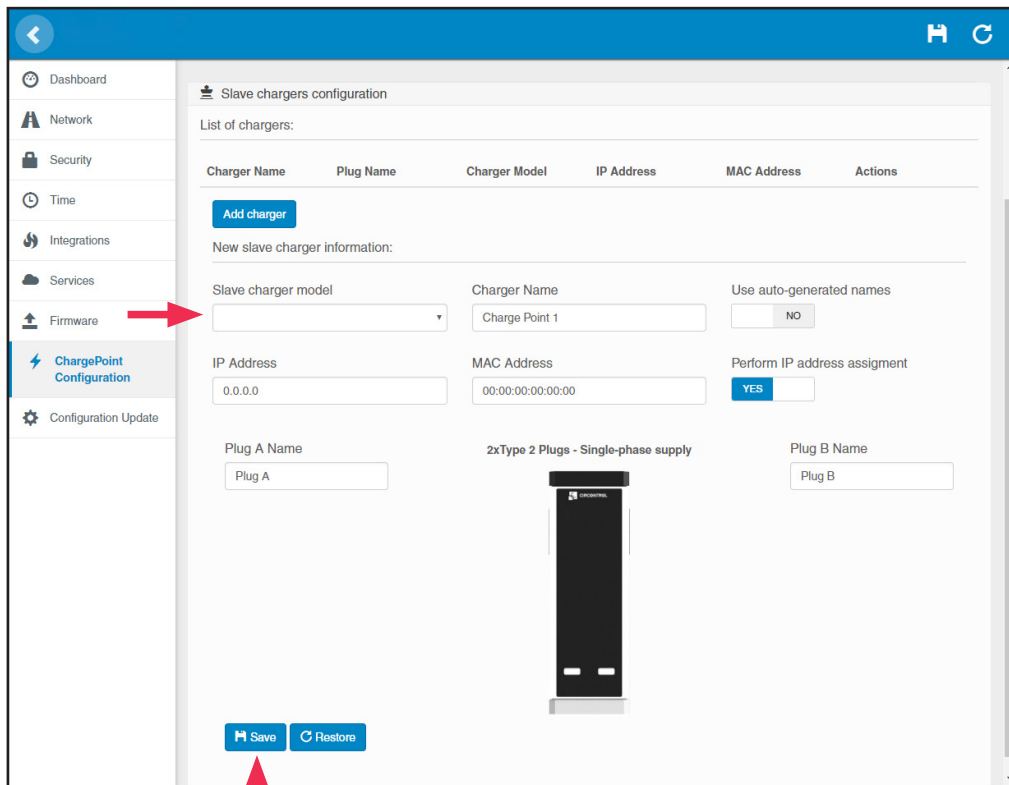 Dashboard
Network
Security
Time
Integrations
Services
Firmware
ChargePoint
Configuration
Configuration Update
Slave chargers configuration
List of chargers:
Charger Name Plug Name Charger Model IP Address MAC Address Actions
Add charger
New slave charger information:
Slave charger model Charger Name Use auto-generated names
Charge Point 1 NO
IP Address MAC Address Perform IP address assigment
0.0.0.0 00:00:00:00:00:00 YES
Plug A Name 2xType 2 Plugs - Single-phase supply Plug B Name
Plug A Plug B
CIRCONTROL
Save Restore